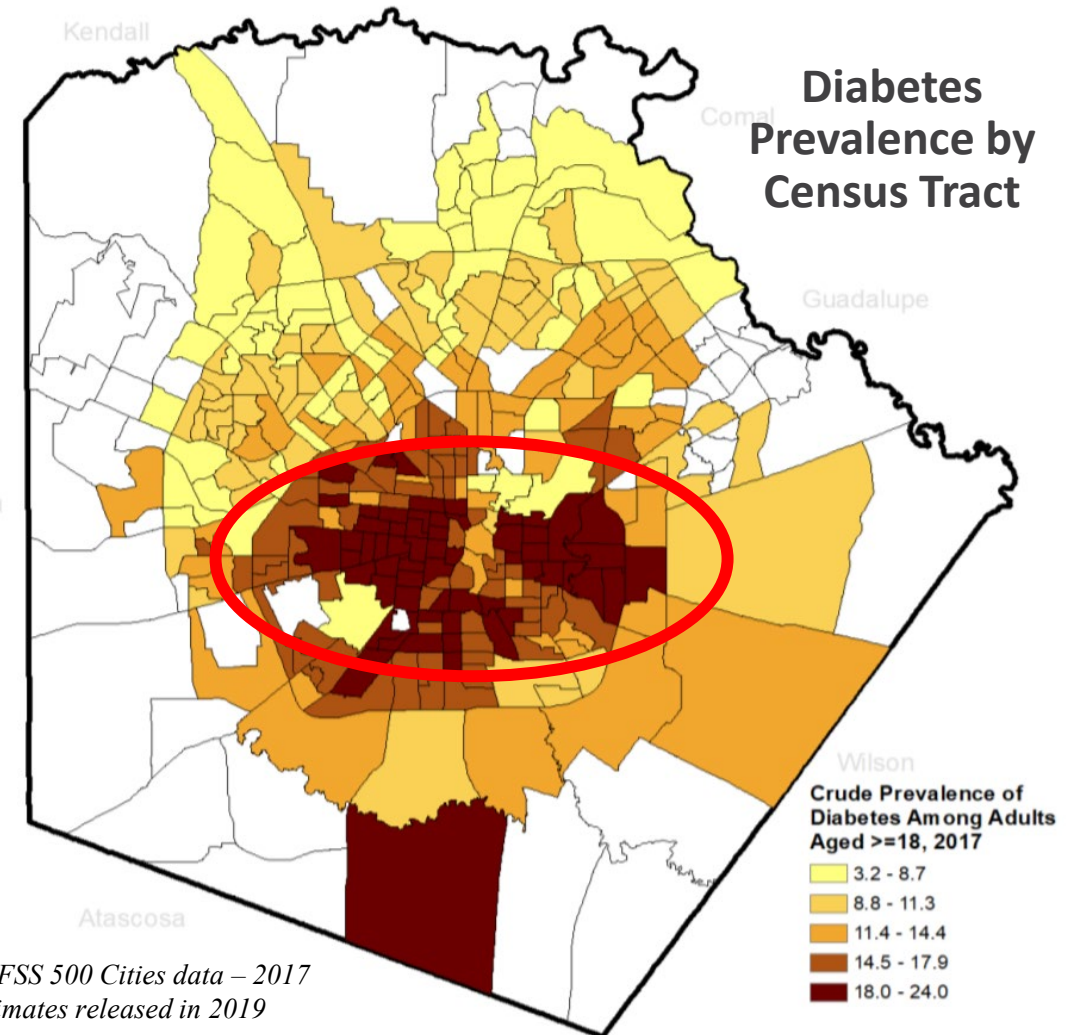 Kendall
Diabetes
Prevalence by
Census Tract
Comal
Guadalupe
Wilson
Crude Prevalence of
Diabetes Among Adults
Aged >=18, 2017
3.2 - 8.7
8.8 - 11.3
11.4 - 14.4
14.5 - 17.9
18.0 - 24.0
Atascosa
FSS 500 Cities data – 2017
imates released in 2019